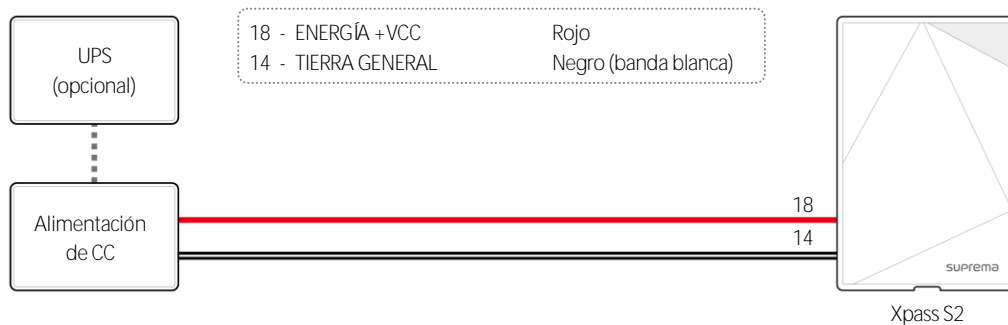 18 - ENERGÍA +VCC Rojo
14 - TIERRA GENERAL Negro (banda blanca)
UPS
(opcional)
Alimentación
de CC
18
14
suprema
Xpass S2